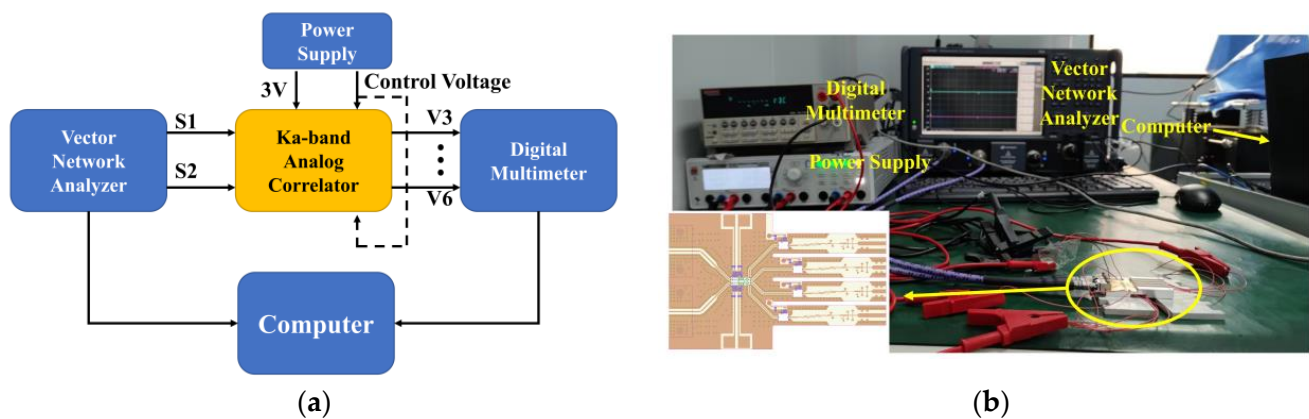 Power
Supply
3V
Control Voltage
Vector
Network
Analyzer
S1
S2
Ka-band
Analog
Correlator
V3
V6
Digital
Multimeter
Computer
(a)
Digital
Multimeter
Vector
Network
Analyzer
Computer
Power Supply
(b)